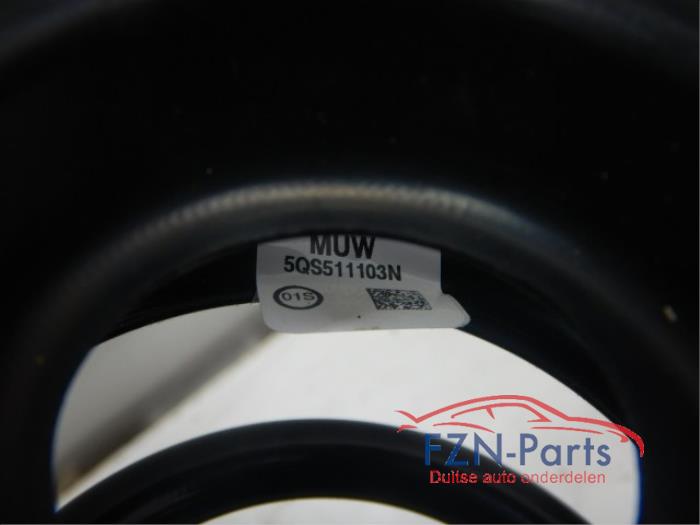 MUW
5QS511103N
01S
FZN-Parts
Duitse auto onderdelen